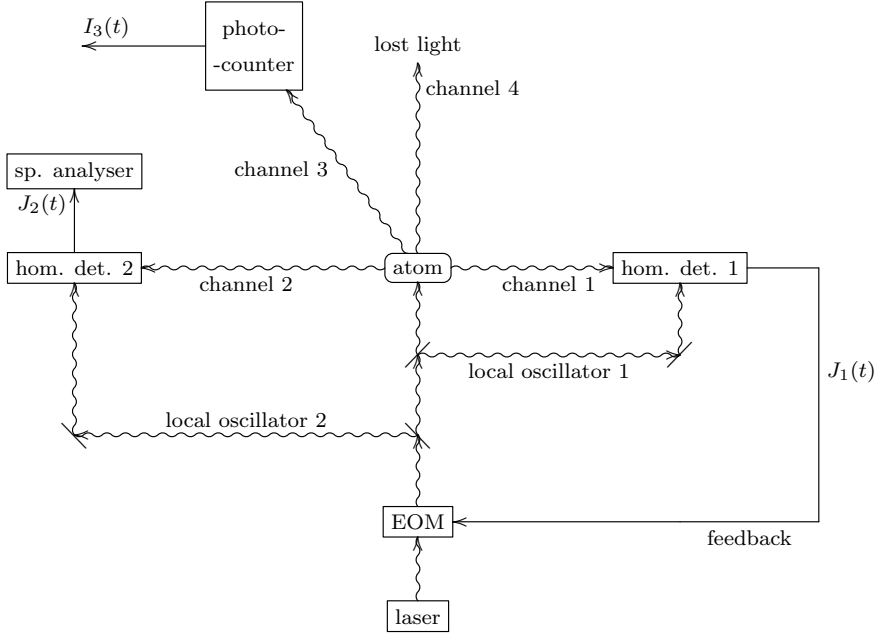 I₃(t)
photo-
-counter
lost light
channel 4
channel 3
sp. analyser
J₂(t)
hom. det. 2
atom
hom. det. 1
channel 2
channel 1
local oscillator 1
J₁(t)
local oscillator 2
EOM
feedback
laser